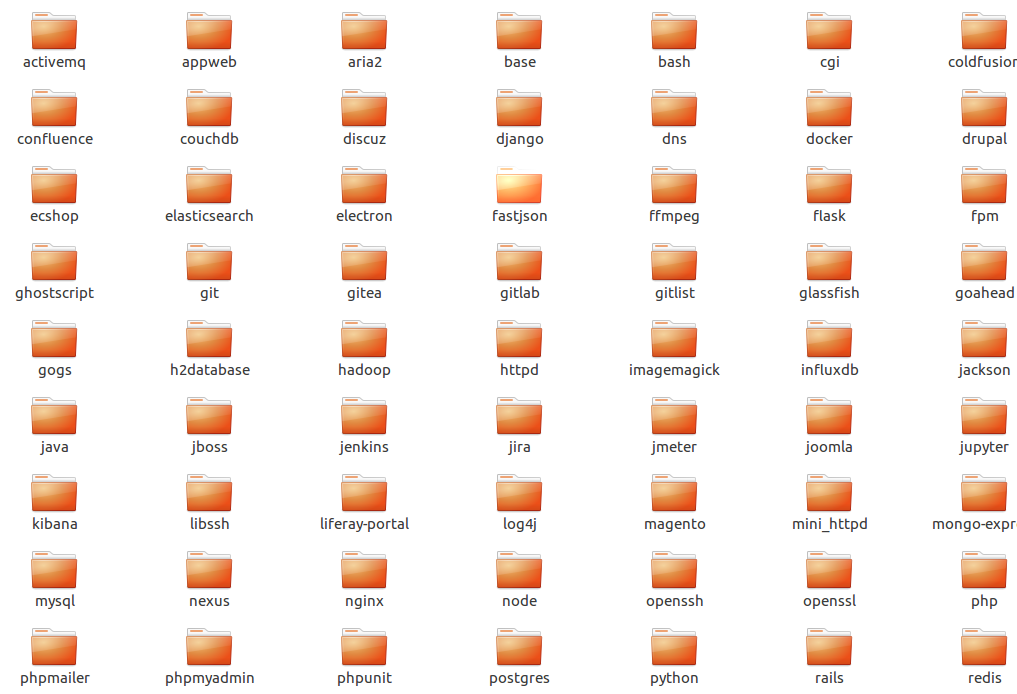 activemq appweb aria2 base bash cgi coldfusion
confluence couchdb discuz django dns docker drupal
ecshop elasticsearch electron fastjson ffmpeg flask fpm
ghostscript git gitea gitlab gitlist glassfish goahead
gogs h2database hadoop httpd imagemagick influxdb jackson
java jboss jenkins jira jmeter joomla jupyter
kibana libssh liferay-portal log4j magento mini_httpd mongo-expr
mysql nexus nginx node openssh openssl php
phpmailer phpmyadmin phpunit postgres python rails redis